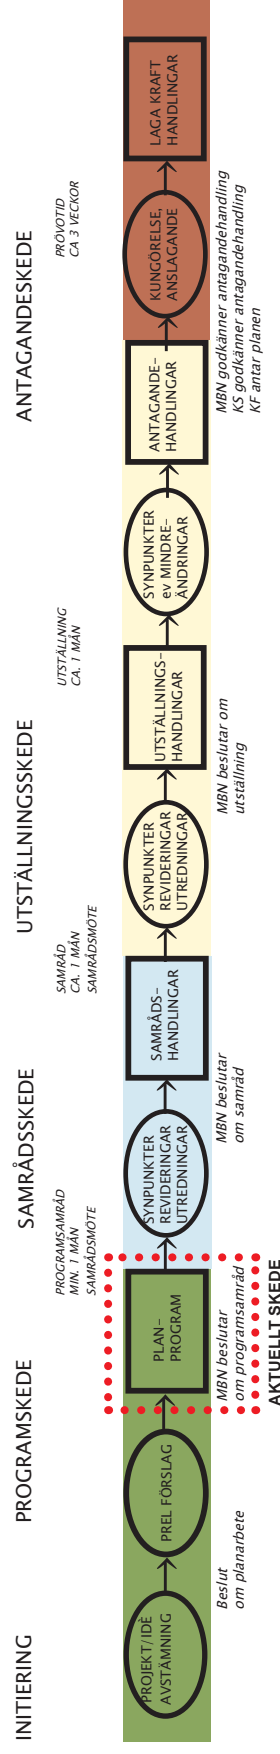 INITIERING
PROGRAMSKEDE
SAMRÅDSSKEDE
UTSTÄLLNINGSSKEDE
ANTAGANDESKEDE
PROGRAMSAMRÅD
MIN. 1 MÅN
SAMRÅDSMÖTE
SAMRÅD
CA. 1 MÅN
SAMRÅDSMÖTE
UTSTÄLLNING
CA. 1 MÅN
PRÖVOTID
CA 3 VECKOR
PROJEKT/IDÈ
AVSTÄMNING
PREL FÖRSLAG
PLAN-
PROGRAM
SYNPUNKTER
REVIDERINGAR
UTREDNINGAR
SAMRÅDS-
HANDLINGAR
SYNPUNKTER
REVIDERINGAR
UTREDNINGAR
UTSTÄLLNINGS-
HANDLINGAR
SYNPUNKTER
eV MINDRE-
ÄNDRINGAR
ANTAGANDE-
HANDLINGAR
KUNGÖRELSE,
ANSLAGANDE
LAGA KRAFT
HANDLINGAR
Beslut
om planarbete
MBN beslutar
om programsamråd
AKTUELLT SKEDE
MBN beslutar
om samråd
MBN beslutar om
utställning
MBN godkänner antagandehandling
KS godkänner antagandehandling
KF antar planen